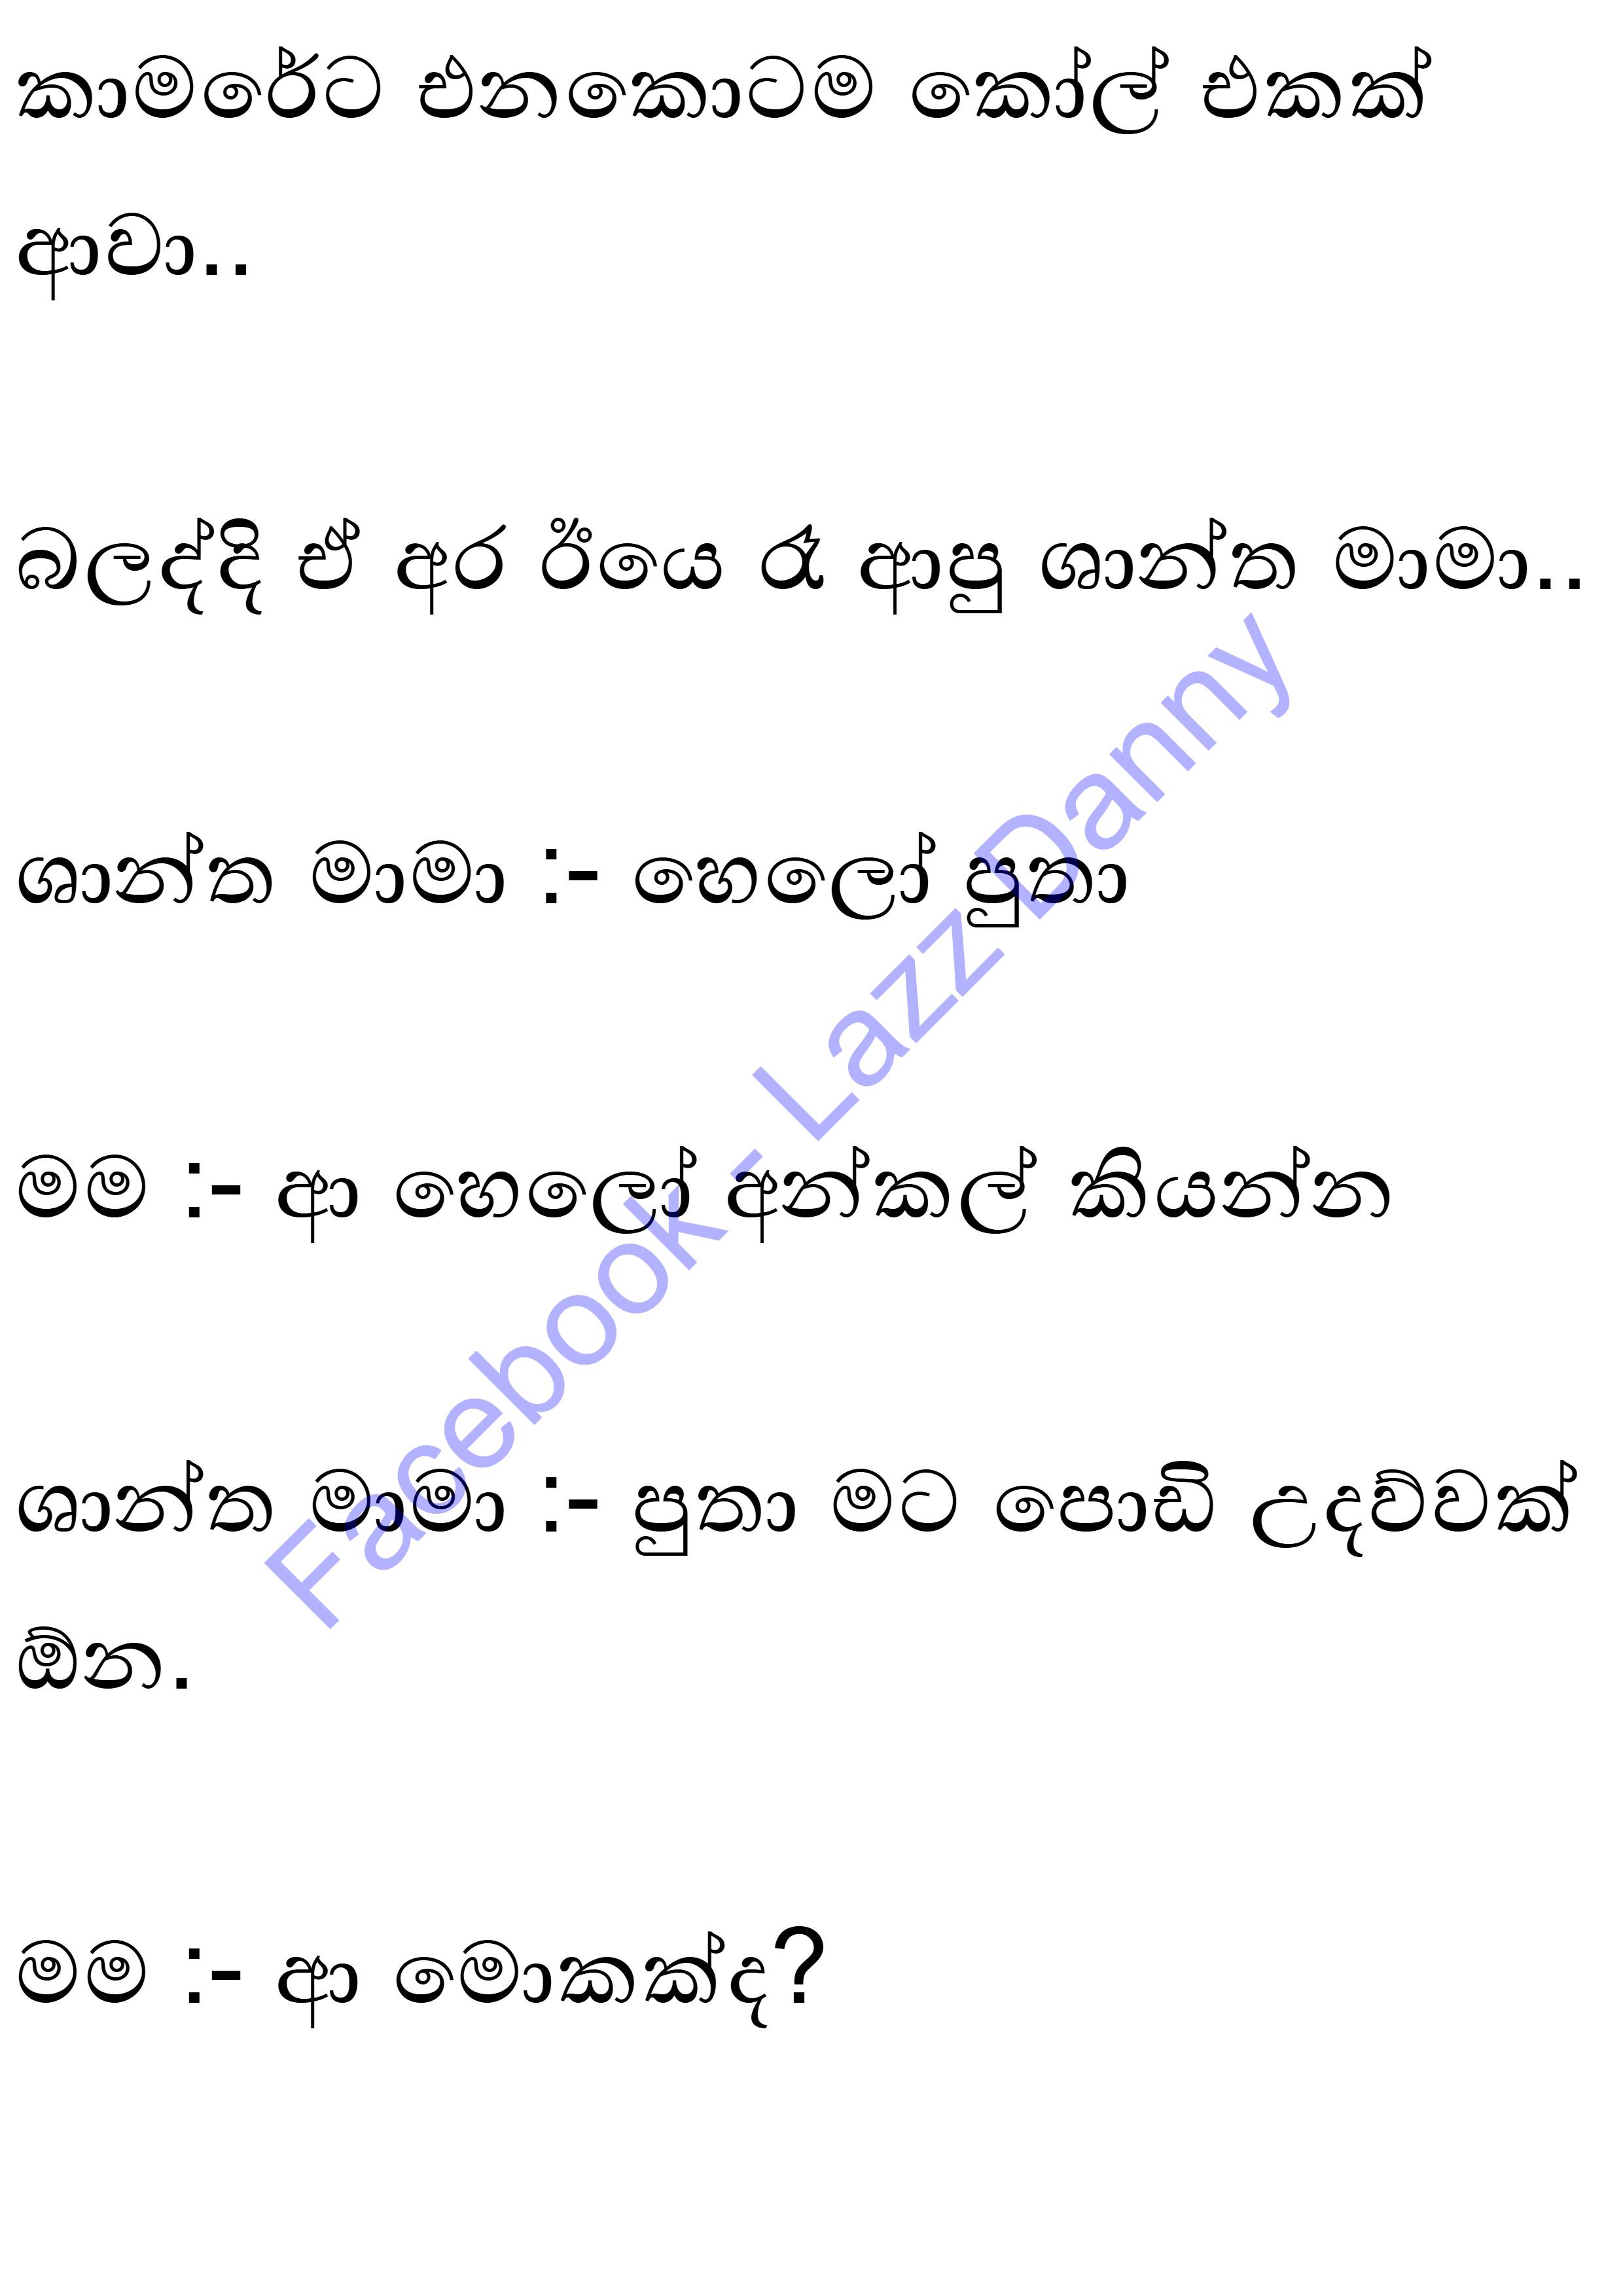 කාමරේට එනකොටම කෝල් එකක්
ආවා..
බලද්දි ඒ අර ඊයෙ රෑ ආපු ශාන්ත මාමා..
ශාන්ත මාමා :- හෙලෝ පුතා
මම :- ආ හෙලෝ අන්කල් කියන්න
ශාන්ත මාමා :- පුතා මට පොඩි උදව්වක්
ඕන.
මම :- ආ මොකක්ද?
Facebook - Lazz Danny